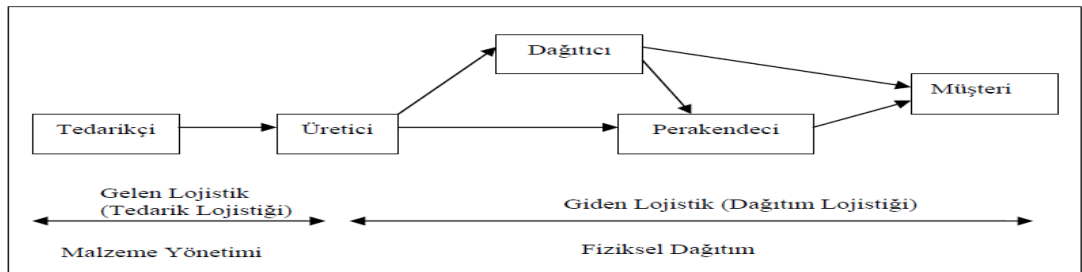 Dağıtıcı
Müşteri
Tedarikçi
Üretici
Perakendeci
Gelen Lojistik
(Tedarik Lojistiği)
Giden Lojistik (Dağıtım Lojistiği)
Malzeme Yönetimi
Fiziksel Dağıtım